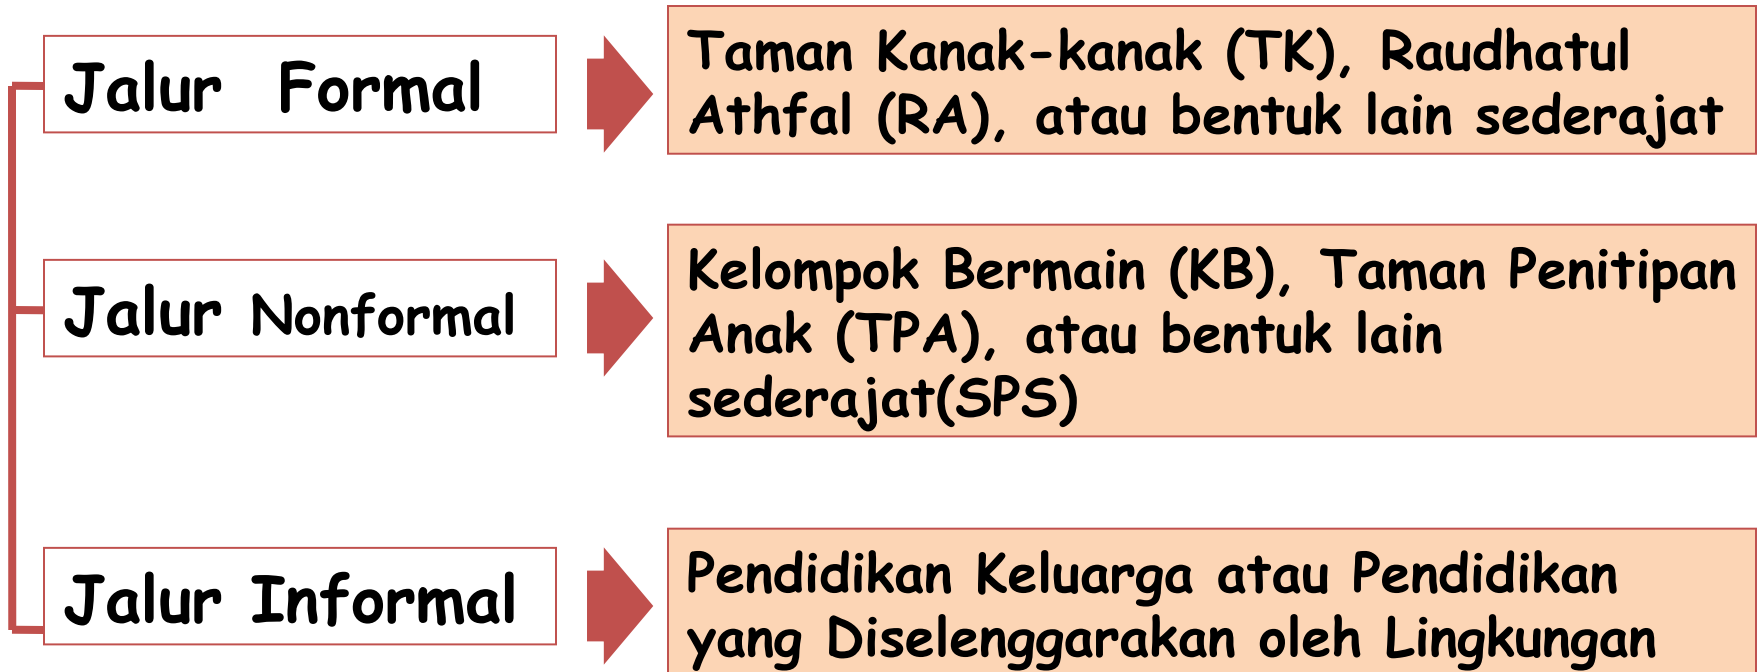 Jalur Formal
Taman Kanak-kanak (TK), Raudhatul
Athfal (RA), atau bentuk lain sederajat
Jalur Nonformal
Kelompok Bermain (KB), Taman Penitipan
Anak (TPA), atau bentuk lain
sederajat(SPS)
Jalur Informal
Pendidikan Keluarga atau Pendidikan
yang Diselenggarakan oleh Lingkungan